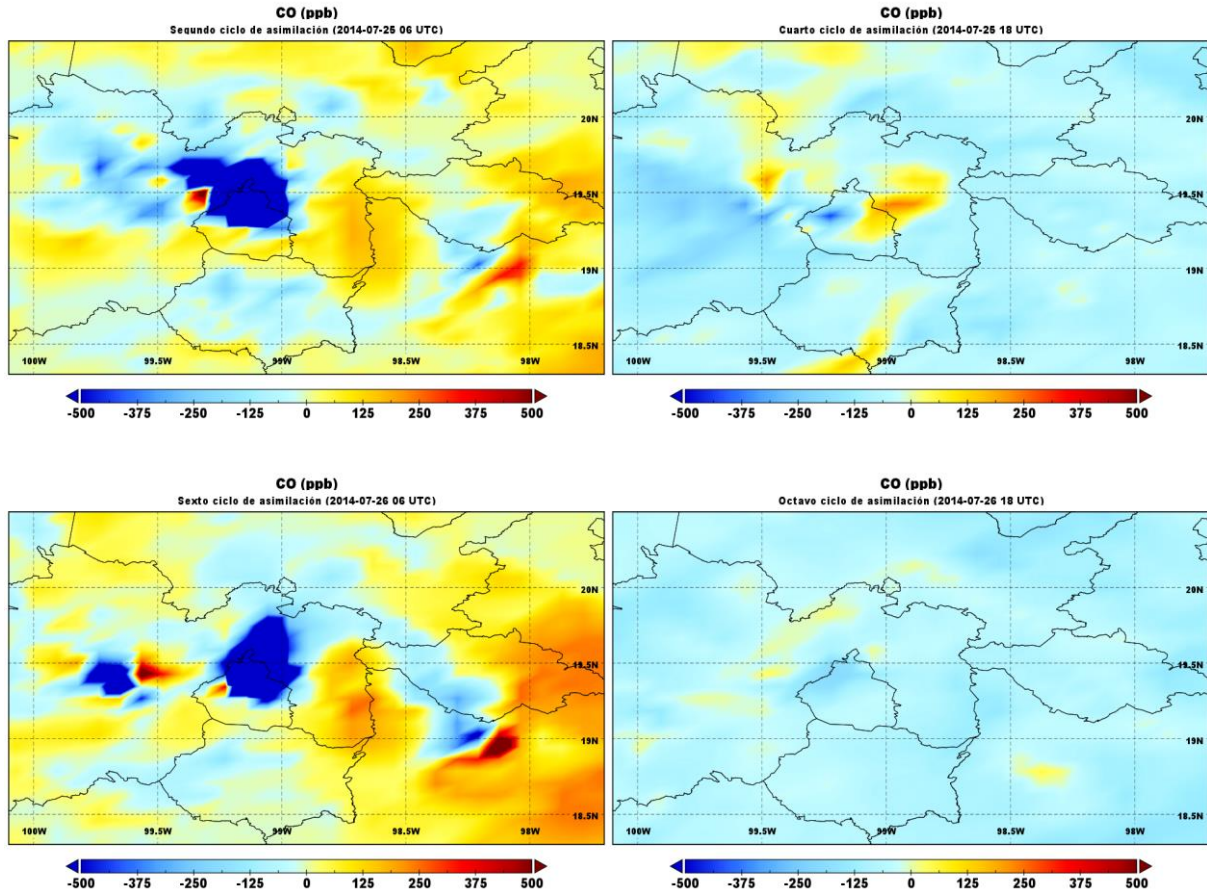 CO (ppb)
Segundo ciclo de asimilación (2014-07-25 06 UTC)
20N
19.5N
19N
18.5N
100W 99.5W 99W 98.5W 98W
-500 -375 -250 -125 0 125 250 375 500
CO (ppb)
Cuarto ciclo de asimilación (2014-07-25 18 UTC)
20N
19.5N
19N
18.5N
100W 99.5W 99W 98.5W 98W
-500 -375 -250 -125 0 125 250 375 500
CO (ppb)
Sexto ciclo de asimilación (2014-07-26 06 UTC)
20N
19.5N
19N
18.5N
100W 99.5W 99W 98.5W 98W
-500 -375 -250 -125 0 125 250 375 500
CO (ppb)
Octavo ciclo de asimilación (2014-07-26 18 UTC)
20N
19.5N
19N
18.5N
100W 99.5W 99W 98.5W 98W
-500 -375 -250 -125 0 125 250 375 500